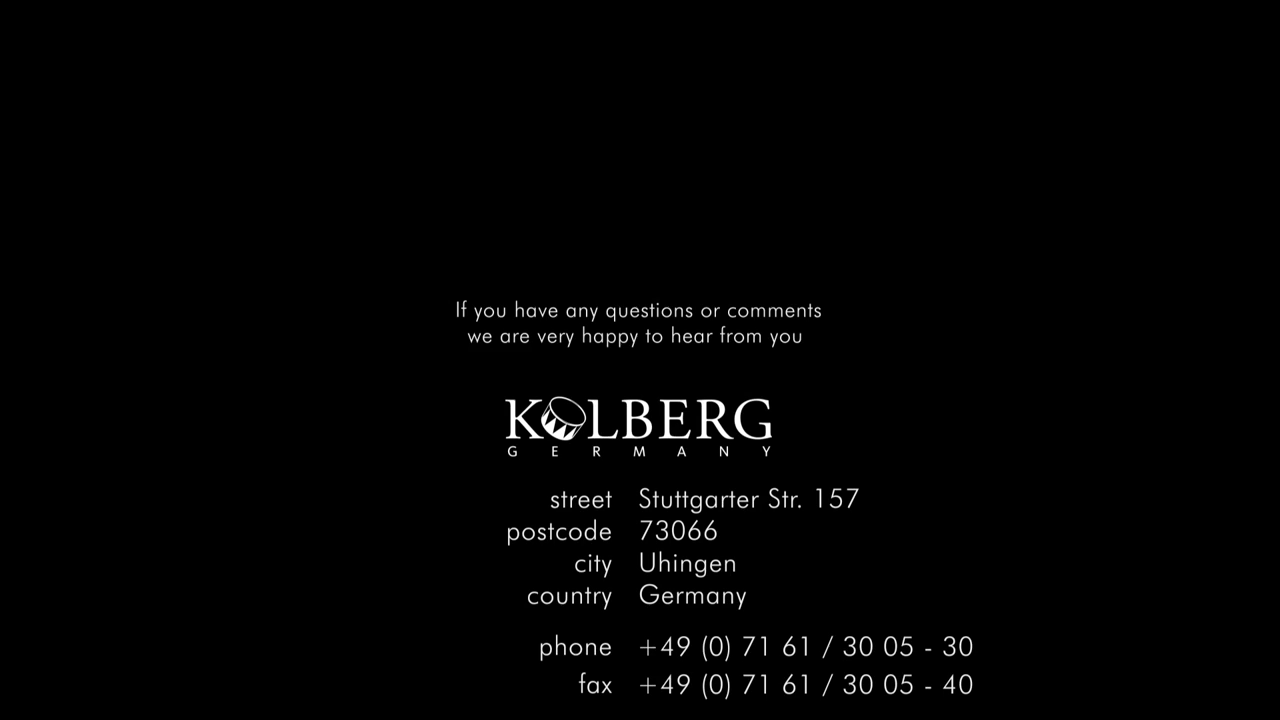 If you have any questions or comments
we are very happy to hear from you
KOLBERG
GERMANY
street Stuttgarter Str. 157
postcode 73066
city Uhingen
country Germany
phone +49 (0) 71 61 / 30 05 - 30
fax +49 (0) 71 61 / 30 05 - 40